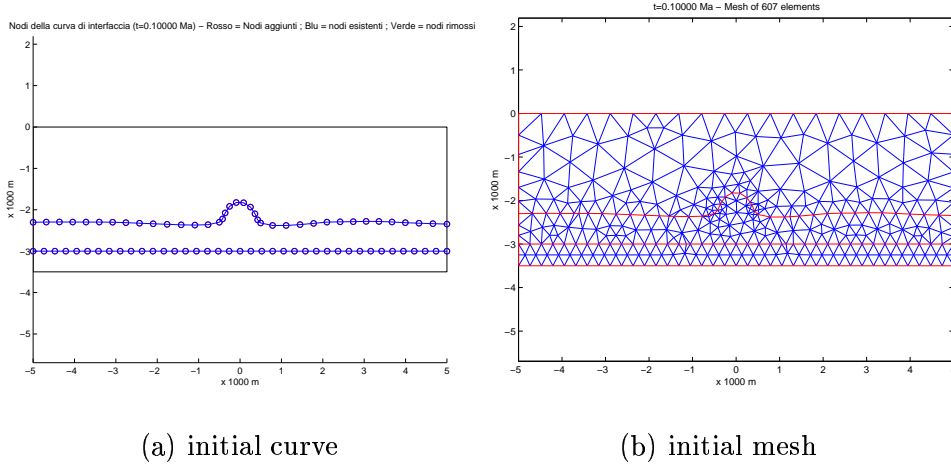 Nodi della curva di interfaccia (t=0.10000 Ma) – Rosso = Nodi aggiunti ; Blu = nodi esistenti ; Verde = nodi rimossi
2
1
0
−1
−2
−3
−4
−5
x 1000 m
−5 −4 −3 −2 −1 0 1 2 3 4 5
x 1000 m
(a) initial curve
t=0.10000 Ma – Mesh of 607 elements
2
1
0
−1
−2
−3
−4
−5
x 1000 m
−5 −4 −3 −2 −1 0 1 2 3 4
x 1000 m
(b) initial mesh